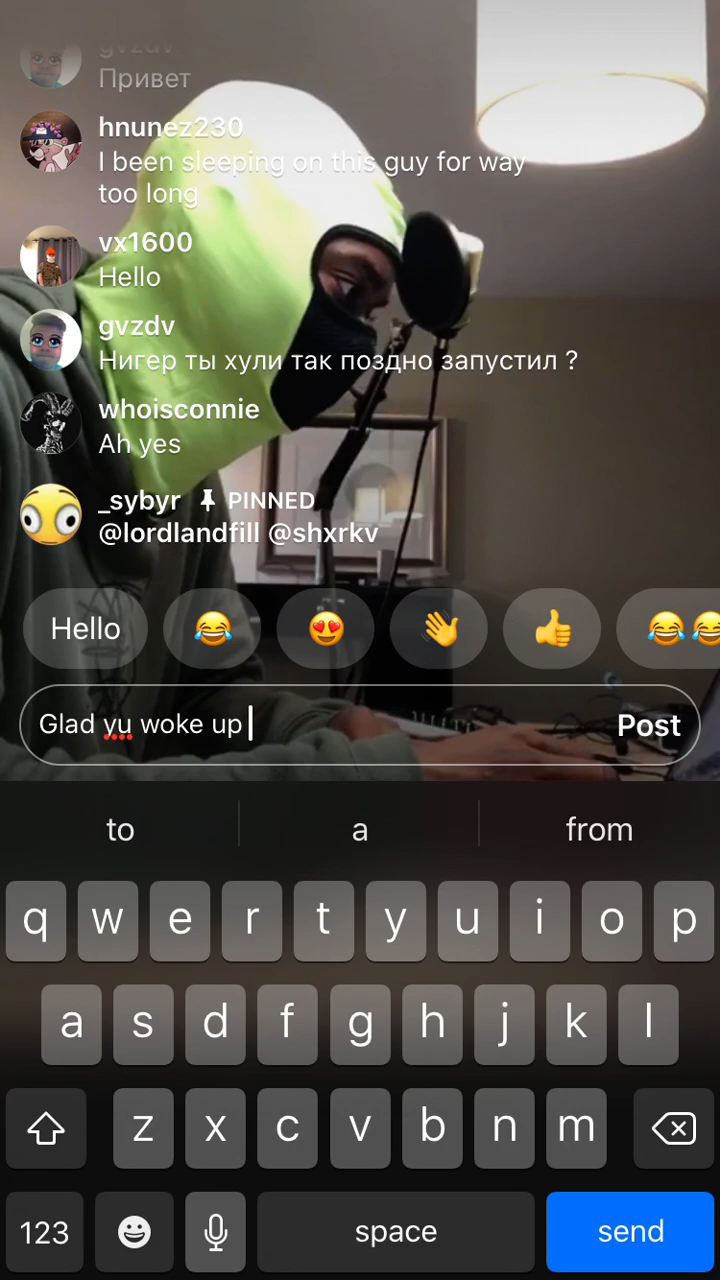 gvzdv
Привет
hnunez230
I been sleeping on this guy for way
too long
vx1600
Hello
gvzdv
Нигер ты хули так поздно запустил ?
whoisconnie
Ah yes
_sybyr PINNED
@lordlandfill @shxrkv
Hello
Glad yu woke up Post
to a from
q w e r t y u i o p
a s d f g h j k l
z x c v b n m
123 space send